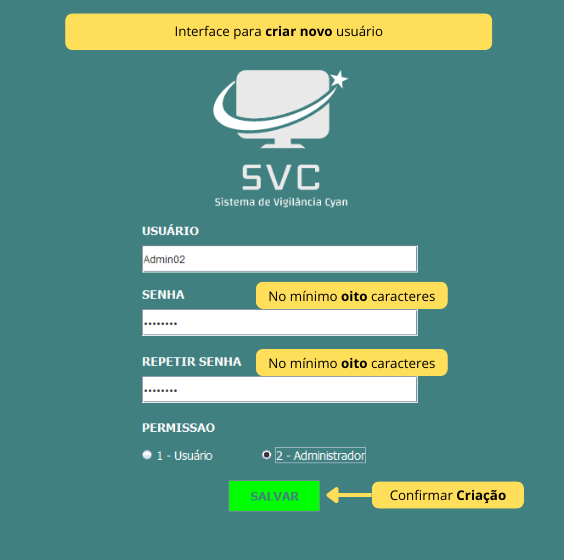 Interface para criar novo usuário
SVC
Sistema de Vigilância Cyan
USUÁRIO
Admin02
SENHA
No mínimo oito caracteres
••••••••
REPETIR SENHA
No mínimo oito caracteres
••••••••
PERMISSAO
1 - Usuário 2 - Administrador
SALVAR
Confirmar Criação